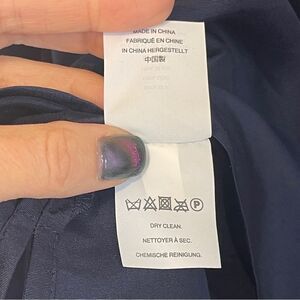 MADE IN CHINA
FABRIQUÉ EN CHINE
IN CHINA HERGESTELLT
中国製
P
DRY CLEAN.
NETTOYER À SEC.
CHEMISCHE REINIGUNG.